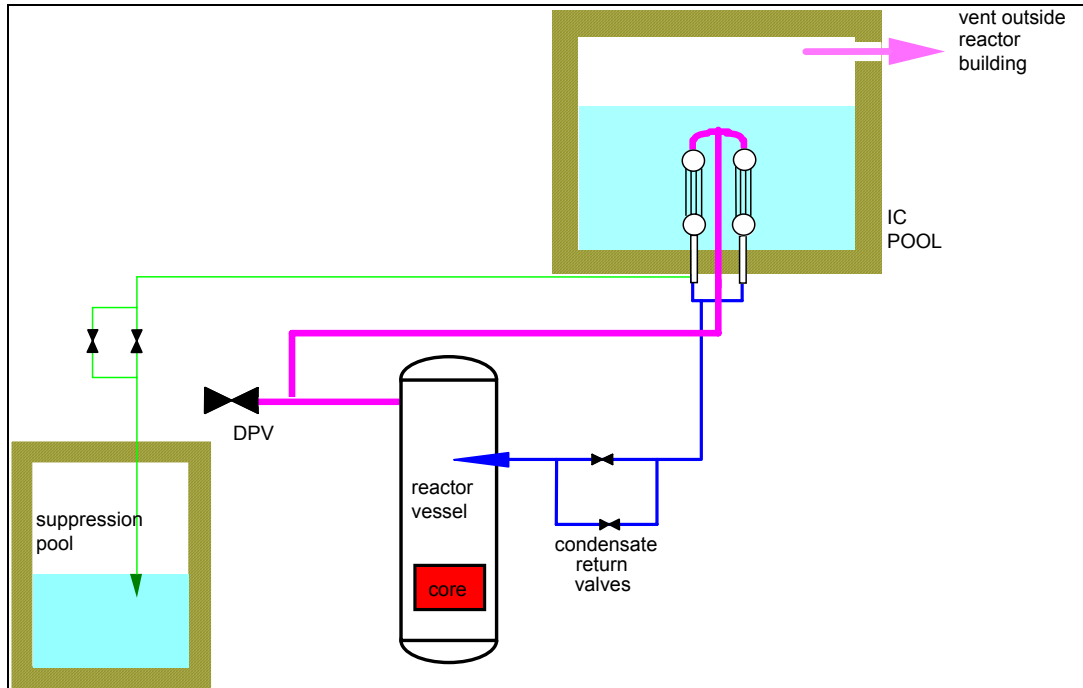 vent outside
reactor
building
IC
POOL
DPV
suppression
pool
reactor
vessel
core
condensate
return
valves